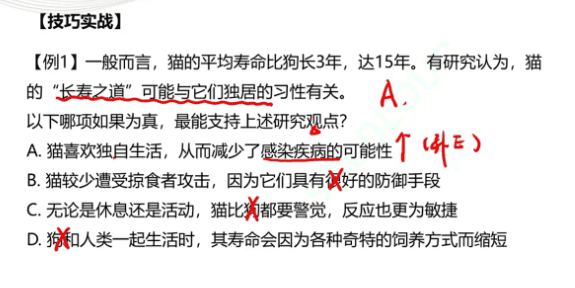 【技巧实战】
【例1】一般而言，猫的平均寿命比狗长3年，达15年。有研究认为，猫
的“长寿之道”可能与它们独居的习性有关。
A.
以下哪项如果为真，最能支持上述研究观点？
A. 猫喜欢独自生活，从而减少了感染疾病的可能性 ↑（补E）
B. 猫较少遭受掠食者攻击，因为它们具有很好的防御手段
C. 无论是休息还是活动，猫比狗都要警觉，反应也更为敏捷
D. 狗和人类一起生活时，其寿命会因为各种奇特的饲养方式而缩短